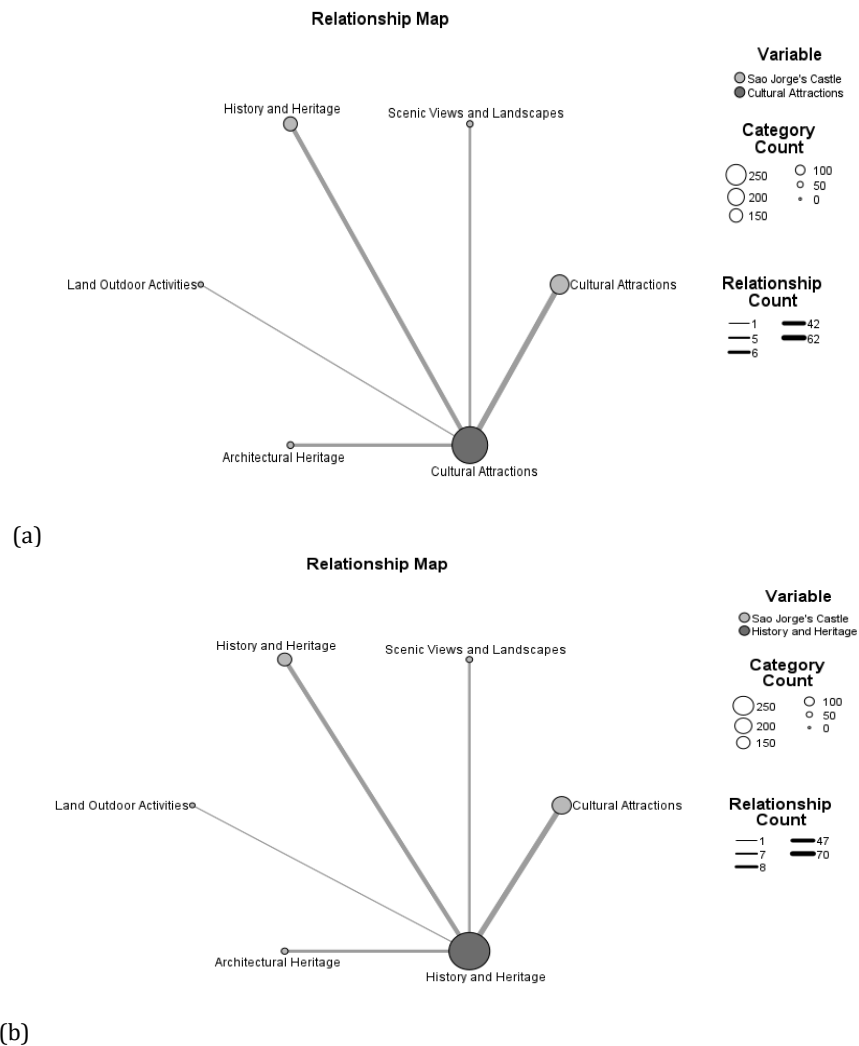 Relationship Map
Variable
Sao Jorge's Castle
Cultural Attractions
History and Heritage
Scenic Views and Landscapes
Category
Count
250
100
200
50
150
0
Land Outdoor Activities
Cultural Attractions
Relationship
Count
1
42
5
62
6
Architectural Heritage
Cultural Attractions
(a)
Relationship Map
Variable
Sao Jorge's Castle
History and Heritage
History and Heritage
Scenic Views and Landscapes
Category
Count
250
100
200
50
150
0
Land Outdoor Activities
Cultural Attractions
Relationship
Count
1
47
7
70
8
Architectural Heritage
History and Heritage
(b)